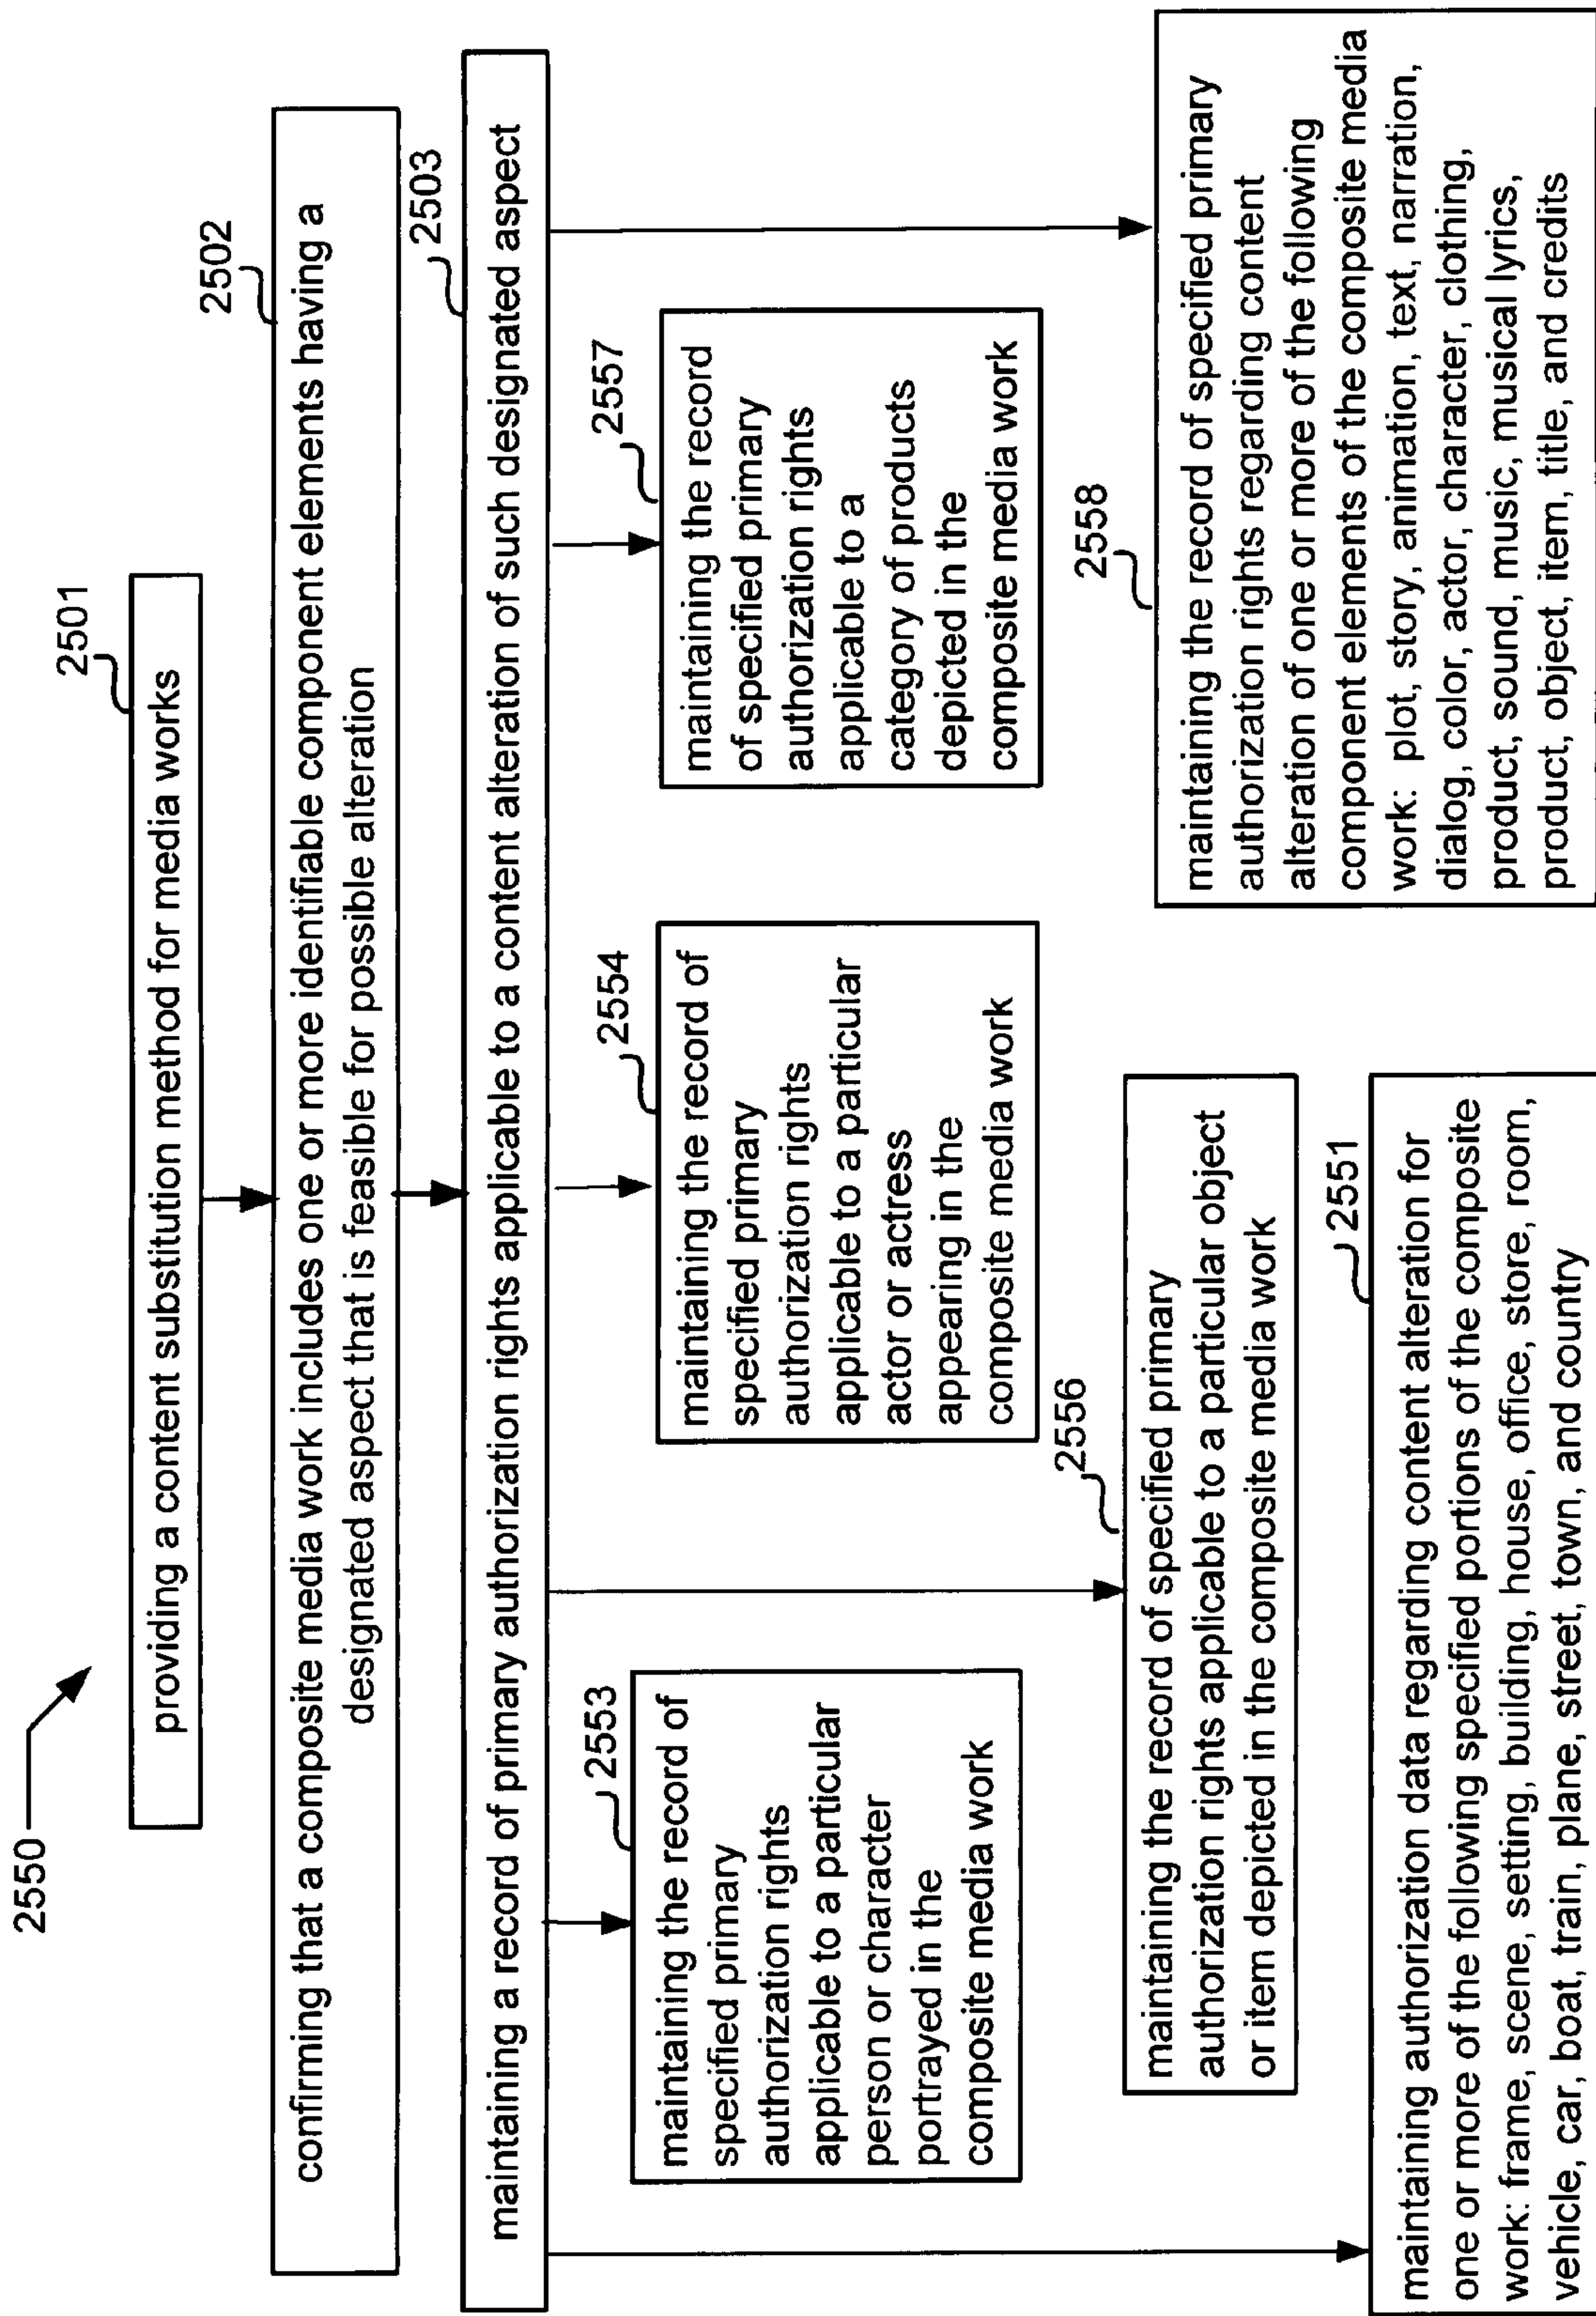 2550
2501
providing a content substitution method for media works
2502
confirming that a composite media work includes one or more identifiable component elements having a
designated aspect that is feasible for possible alteration
2503
maintaining a record of primary authorization rights applicable to a content alteration of such designated aspect
2553
maintaining the record of
specified primary
authorization rights
applicable to a particular
person or character
portrayed in the
composite media work
2554
maintaining the record of
specified primary
authorization rights
applicable to a particular
actor or actress
appearing in the
composite media work
2557
maintaining the record
of specified primary
authorization rights
applicable to a
category of products
depicted in the
composite media work
2556
maintaining the record of specified primary
authorization rights applicable to a particular object
or item depicted in the composite media work
2558
maintaining the record of specified primary
authorization rights regarding content
alteration of one or more of the following
component elements of the composite media
work: plot, story, animation, text, narration,
dialog, color, actor, character, clothing,
product, sound, music, musical lyrics,
product, object, item, title, and credits
2551
maintaining authorization data regarding content alteration for
one or more of the following specified portions of the composite
work: frame, scene, setting, building, house, office, store, room,
vehicle, car, boat, train, plane, street, town, and country